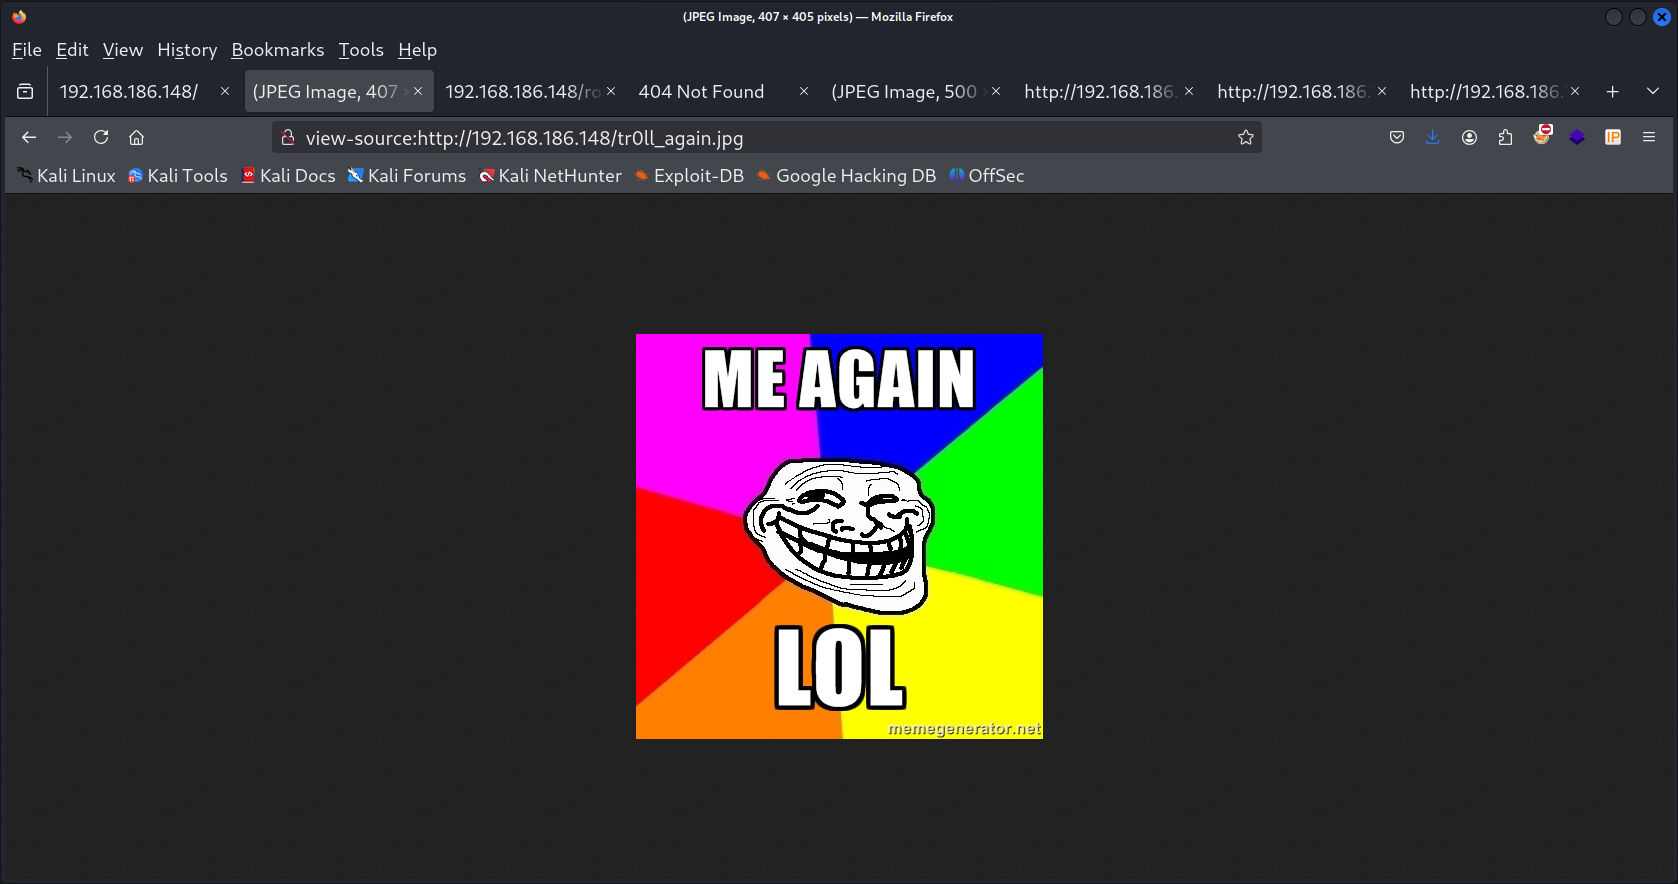 (JPEG Image, 407 × 405 pixels) — Mozilla Firefox
File Edit View History Bookmarks Tools Help
192.168.186.148/ (JPEG Image, 407 192.168.186.148/ro 404 Not Found (JPEG Image, 500 http://192.168.186. http://192.168.186. http://192.168.186.
view-source:http://192.168.186.148/tr0ll_again.jpg IP
Kali Linux Kali Tools Kali Docs Kali Forums Kali NetHunter Exploit-DB Google Hacking DB OffSec
ME AGAIN
LOL
memegenerator.net